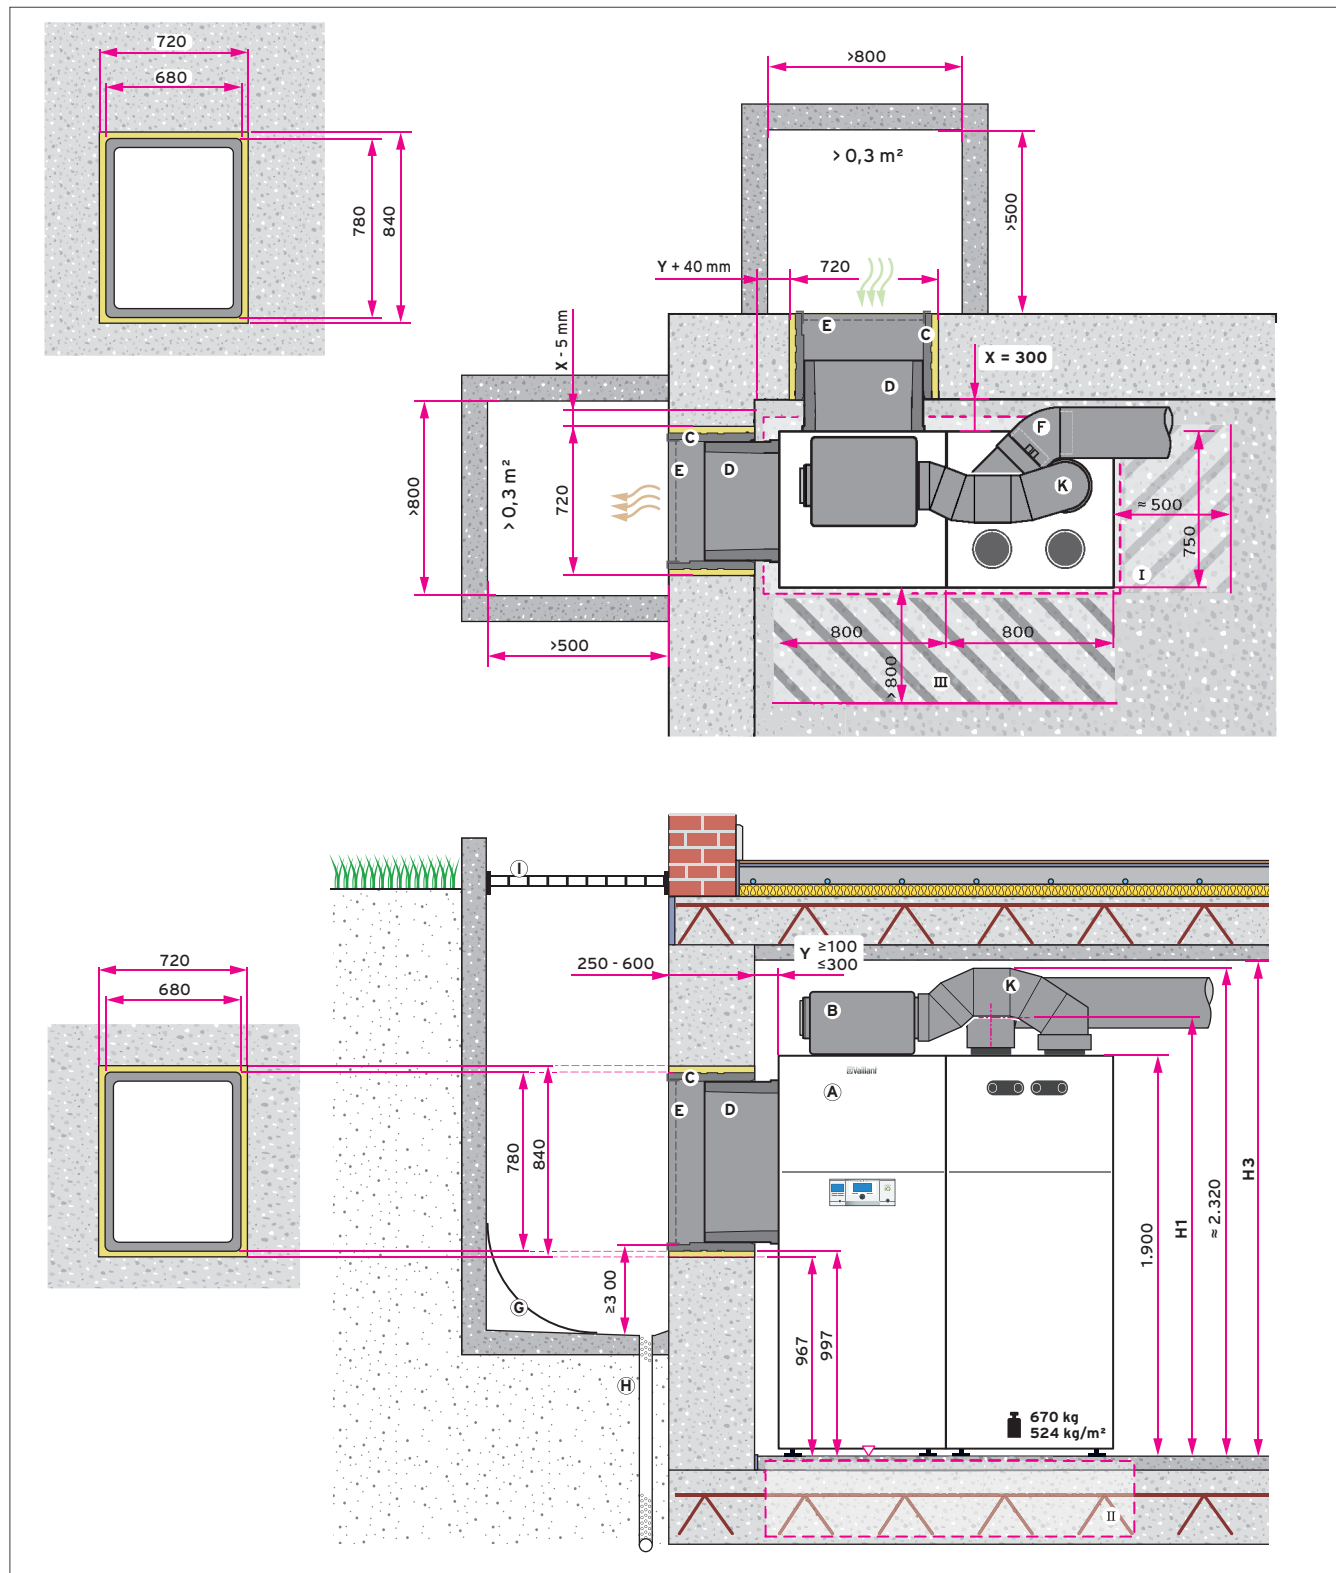 720
680
780
840
>800
> 0,3 m²
>500
Y + 40 mm
720
E
C
X = 300
D
X - 5 mm
F
K
C
E
D
>800
> 0,3 m²
720
≈ 500
750
I
800
800
>500
>800
III
I
Y ≥100
≤300
250 - 600
720
680
B
K
Vaillant
A
C
E
D
780
840
H3
≈ 2.320
H1
1.900
G
≥3 00
967
997
H
670 kg
524 kg/m²
II